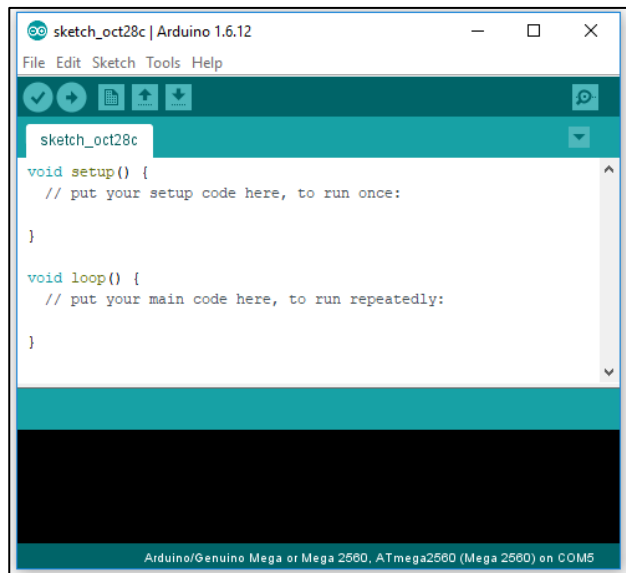 sketch_oct28c | Arduino 1.6.12
File Edit Sketch Tools Help
sketch_oct28c
void setup() {
  // put your setup code here, to run once:
}
void loop() {
  // put your main code here, to run repeatedly:
}
Arduino/Genuino Mega or Mega 2560, ATmega2560 (Mega 2560) on COM5